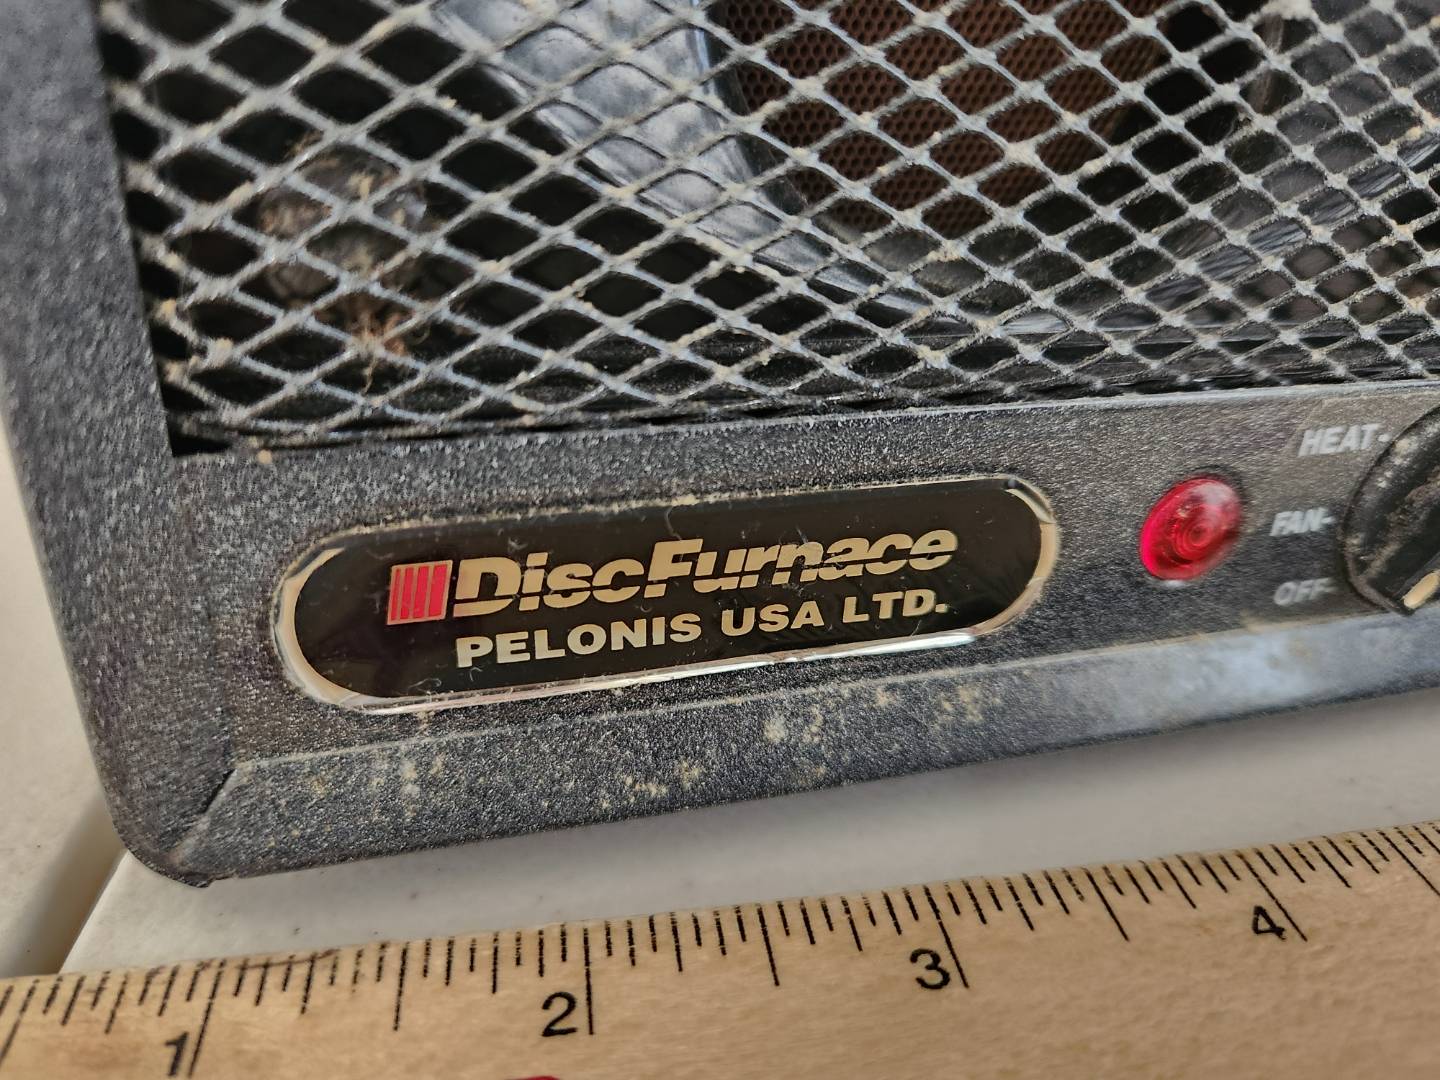 HEAT-
DiscFurnace
FAN-
PELONIS USA LTD.
OFF-
1 2 3 4